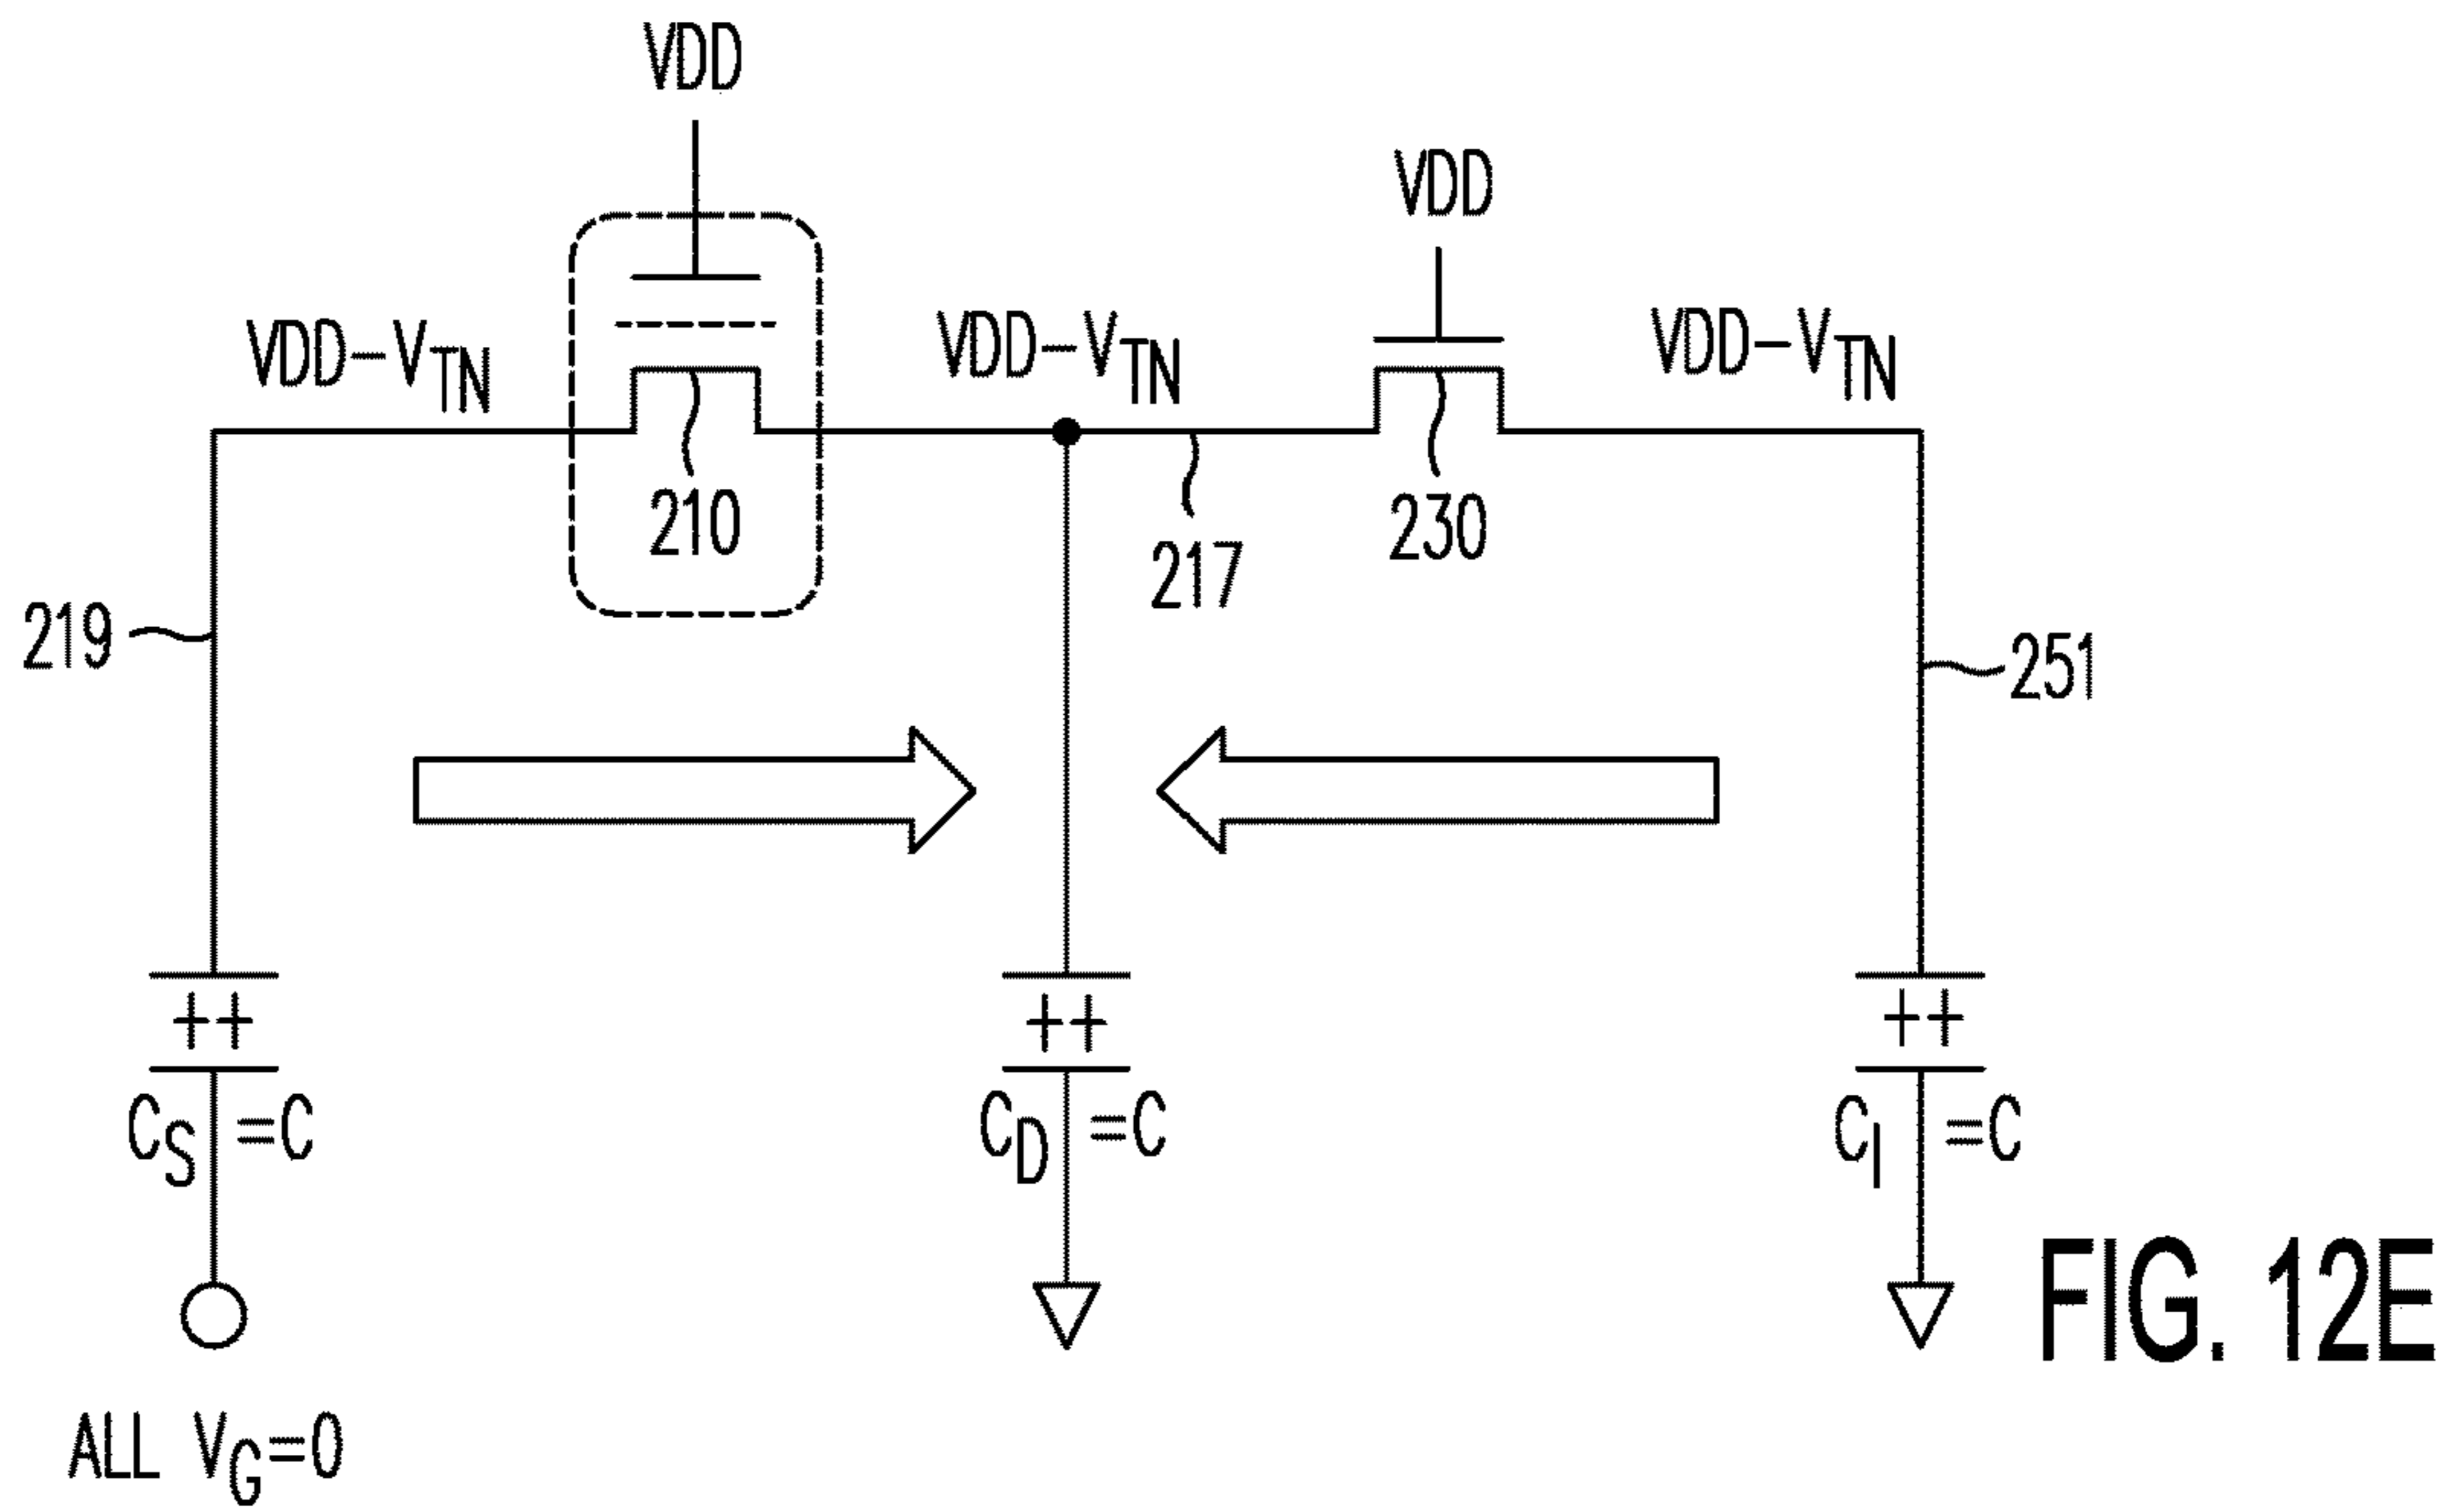 VDD
VDD
VDD-VTN
VDD-VTN
VDD-VTN
210
230
217
219
251
++
++
++
CS =C
CD =C
CI =C
FIG. 12E
ALL VG=0